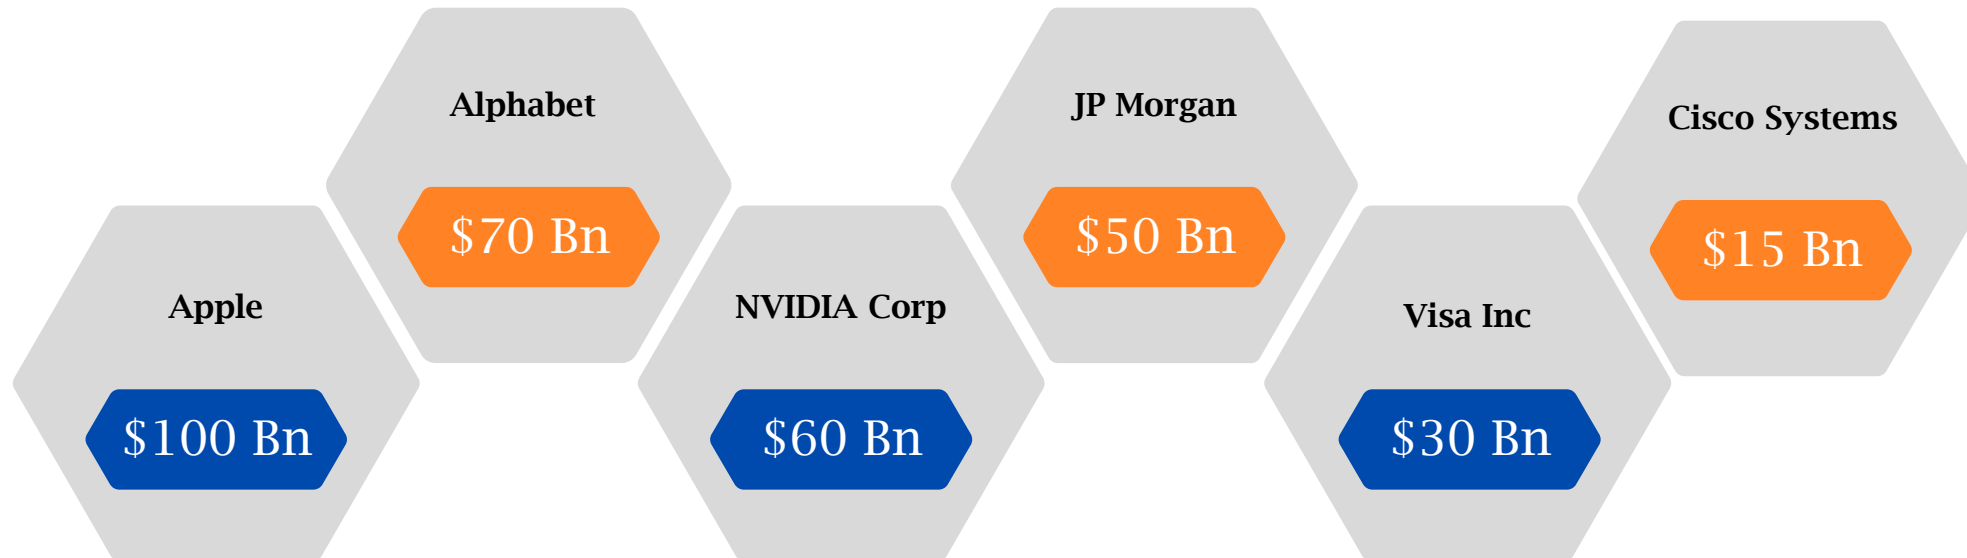 Apple
$100 Bn
Alphabet
$70 Bn
NVIDIA Corp
$60 Bn
JP Morgan
$50 Bn
Visa Inc
$30 Bn
Cisco Systems
$15 Bn